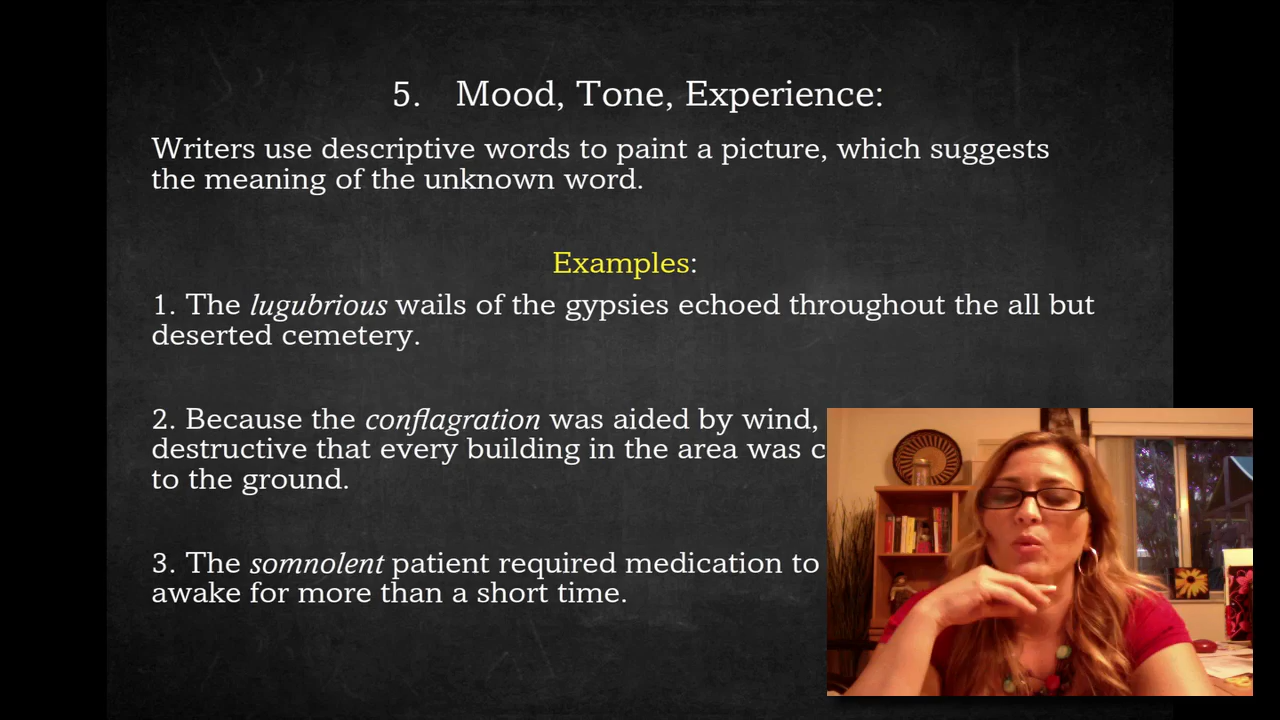 5. Mood, Tone, Experience:
Writers use descriptive words to paint a picture, which suggests
the meaning of the unknown word.
Examples:
1. The lugubrious wails of the gypsies echoed throughout the all but
deserted cemetery.
2. Because the conflagration was aided by wind,
destructive that every building in the area was c
to the ground.
3. The somnolent patient required medication to
awake for more than a short time.